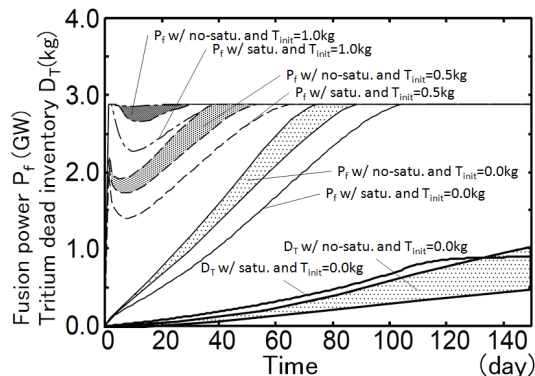 4.0
3.0
2.0
1.0
0.0
Fusion power P_f (GW)
Tritium dead inventory D_T(kg)
P_f w/ no-satu. and T_init=1.0kg
P_f w/ satu. and T_init=1.0kg
P_f w/ no-satu. and T_init=0.5kg
P_f w/ satu. and T_init=0.5kg
P_f w/ no-satu. and T_init=0.0kg
P_f w/ satu. and T_init=0.0kg
D_T w/ no-satu. and T_init=0.0kg
D_T w/ satu. and T_init=0.0kg
0 20 40 60 80 100 120 140
Time (day)